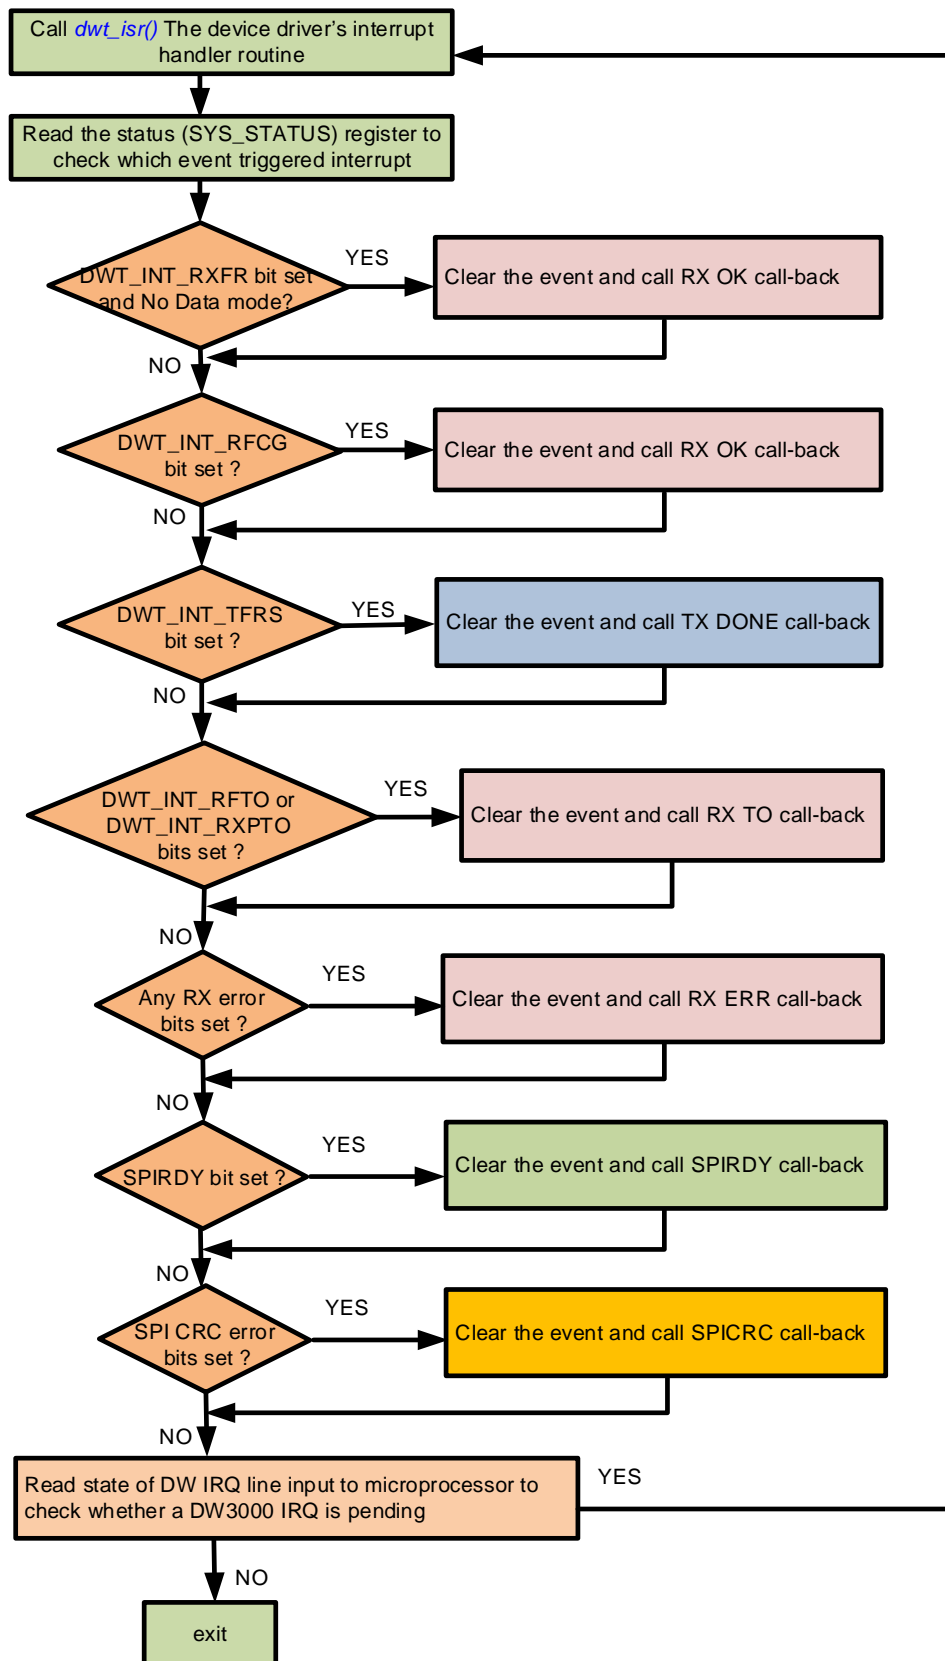 Call dwt_isr() The device driver's interrupt
handler routine
Read the status (SYS_STATUS) register to
check which event triggered interrupt
DWT_INT_RXFR bit set
and No Data mode?
YES
Clear the event and call RX OK call-back
NO
DWT_INT_RFCG
bit set ?
YES
Clear the event and call RX OK call-back
NO
DWT_INT_TFRS
bit set ?
YES
Clear the event and call TX DONE call-back
NO
DWT_INT_RFTO or
DWT_INT_RXPTO
bits set ?
YES
Clear the event and call RX TO call-back
NO
Any RX error
bits set ?
YES
Clear the event and call RX ERR call-back
NO
SPIRDY bit set ?
YES
Clear the event and call SPIRDY call-back
NO
SPI CRC error
bits set ?
YES
Clear the event and call SPICRC call-back
NO
Read state of DW IRQ line input to microprocessor to
check whether a DW3000 IRQ is pending
YES
NO
exit